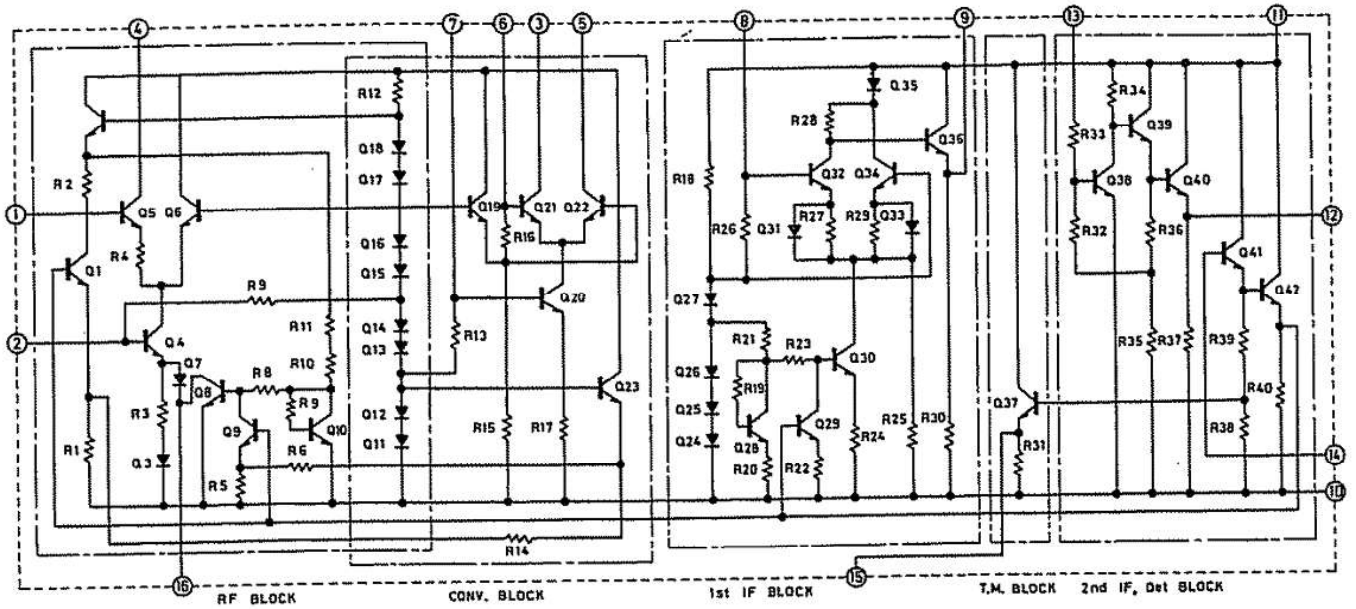 4 7 6 3 5 8 9 13 11
R12 Q35 R34
R28 Q36 R33 Q39
Q18
R2 Q17 R18 Q32 Q34 Q38 Q40
1 Q5 Q6 Q19 Q21 Q22 12
R16 R26 Q31 R27 R29 Q33 R32 R36
R4 Q16 Q41
Q1 Q15
R9 Q20 Q27 Q42
2 Q4 R11 Q14 R13 R21 R23 Q30 R35 R37 R39
Q7 Q13
R10 Q26 R19
R8 Q8 Q23 R40
R3 R9 Q12 Q25 Q29 Q37
Q9 Q10 R15 R17 Q28 R24 R25 R30 R38
R1 Q3 R6 Q11 Q24 R31
R5 R20 R22 14
10
R14
16 15
RF BLOCK CONV. BLOCK 1st IF BLOCK T.M. BLOCK 2nd IF, Det BLOCK